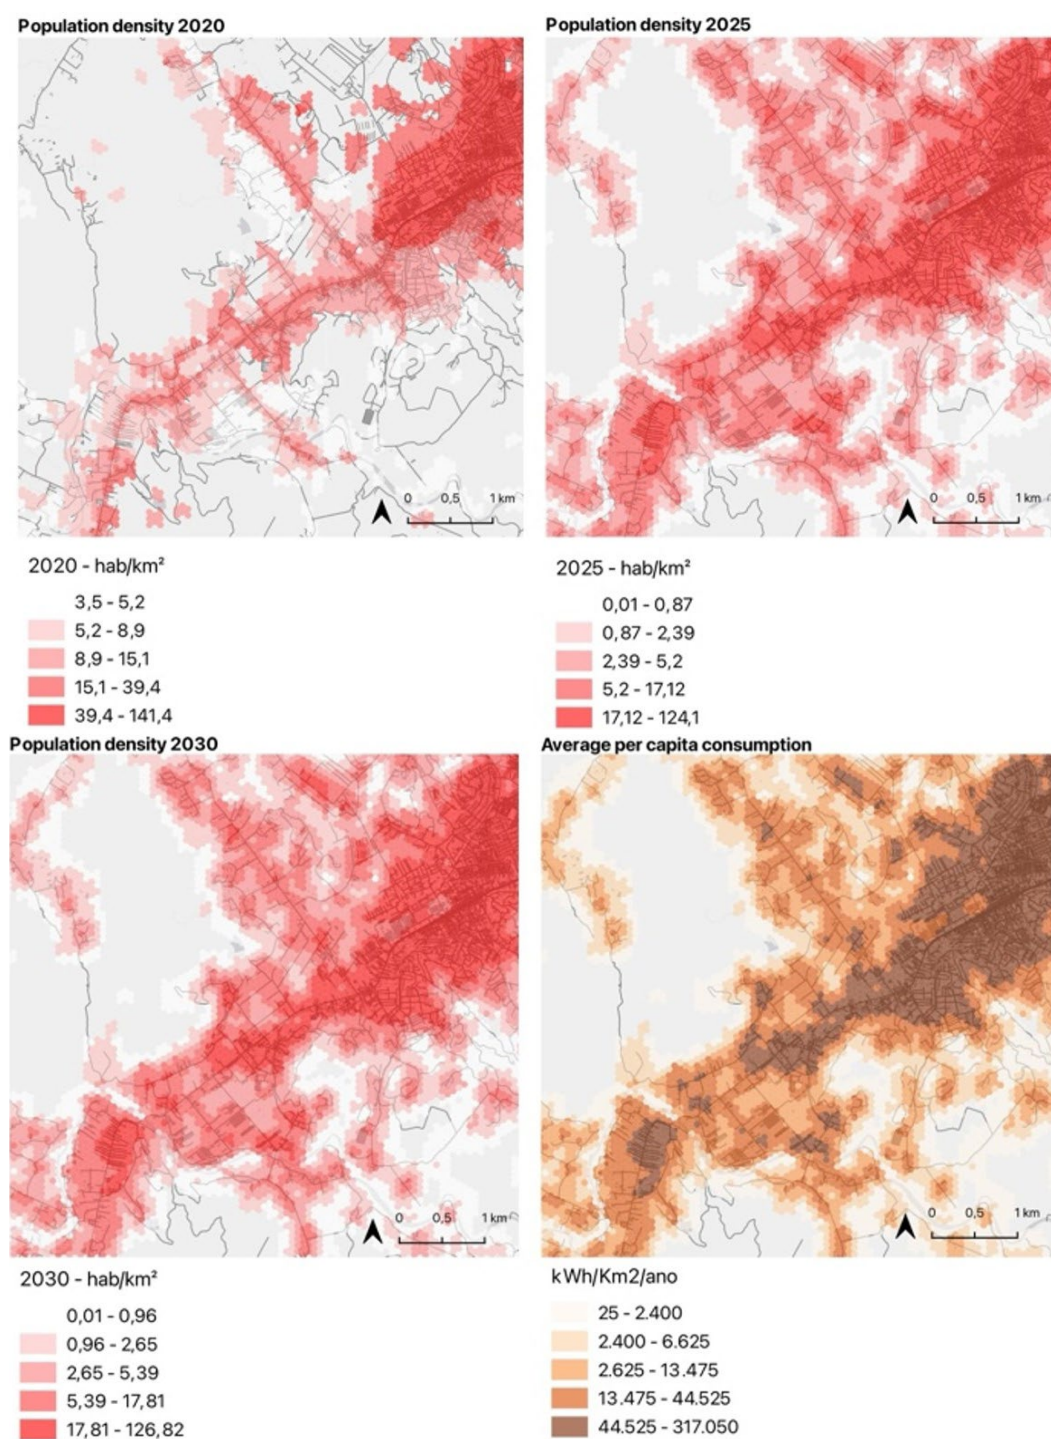 Population density 2020
Population density 2025
0 0,5 1 km
0 0,5 1 km
2020 - hab/km²
3,5 - 5,2
5,2 - 8,9
8,9 - 15,1
15,1 - 39,4
39,4 - 141,4
2025 - hab/km²
0,01 - 0,87
0,87 - 2,39
2,39 - 5,2
5,2 - 17,12
17,12 - 124,1
Population density 2030
Average per capita consumption
0 0,5 1 km
0 0,5 1 km
2030 - hab/km²
0,01 - 0,96
0,96 - 2,65
2,65 - 5,39
5,39 - 17,81
17,81 - 126,82
kWh/Km2/ano
25 - 2.400
2.400 - 6.625
2.625 - 13.475
13.475 - 44.525
44.525 - 317.050